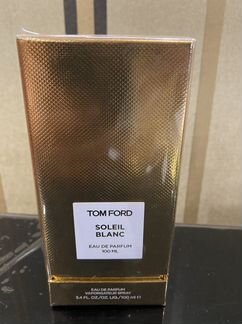 TOM FORD
SOLEIL
BLANC
EAU DE PARFUM
100 ML
EAU DE PARFUM
VAPORISATEUR SPRAY
3.4 FL.OZ/OZ.LIQ./100 ml ℮